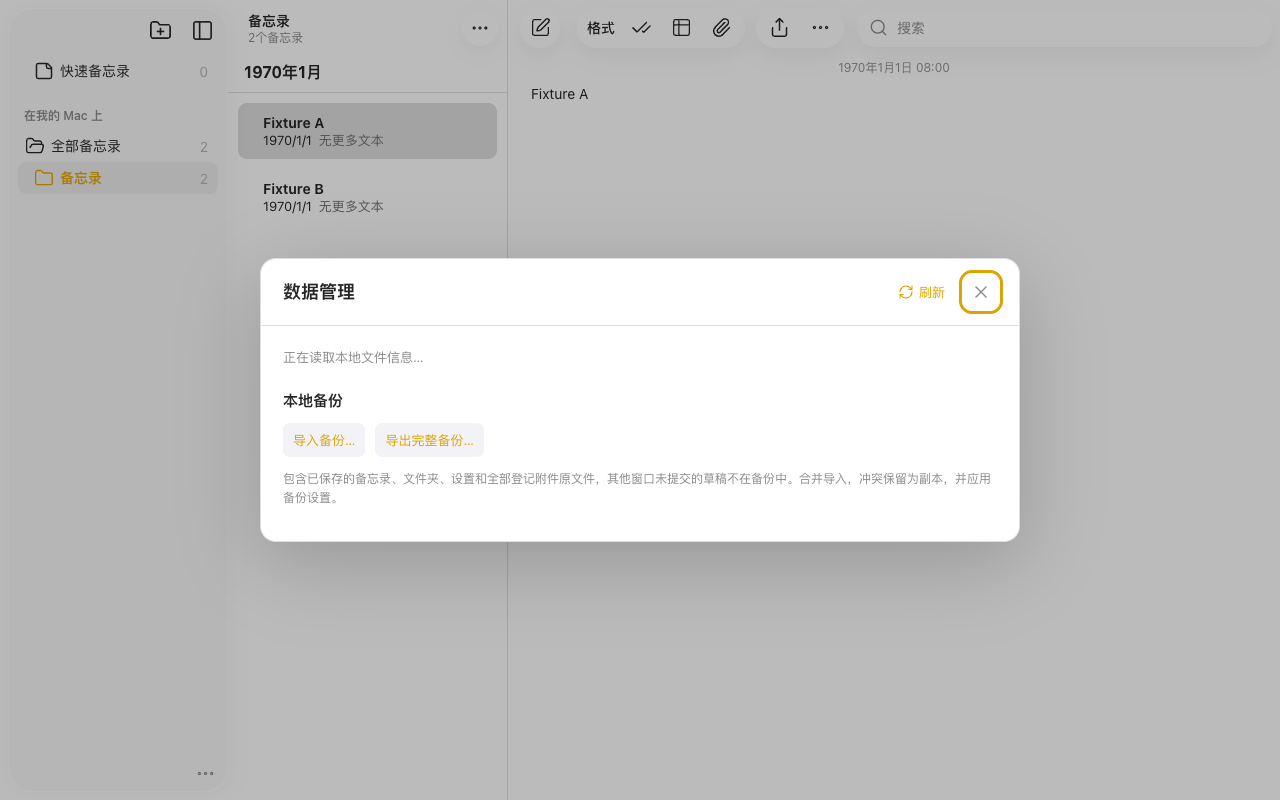 快速备忘录 0
在我的 Mac 上
全部备忘录 2
备忘录 2
备忘录
2个备忘录
1970年1月
Fixture A
1970/1/1 无更多文本
Fixture B
1970/1/1 无更多文本
格式
搜索
1970年1月1日 08:00
Fixture A
数据管理
刷新
正在读取本地文件信息...
本地备份
导入备份...
导出完整备份...
包含已保存的备忘录、文件夹、设置和全部登记附件原文件，其他窗口未提交的草稿不在备份中。合并导入，冲突保留为副本，并应用
备份设置。